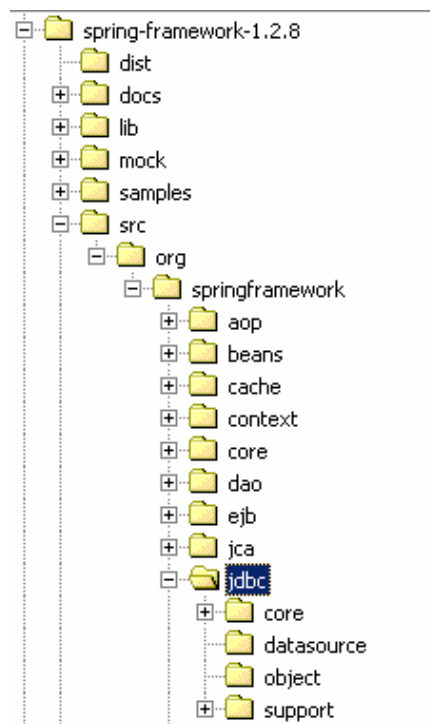 spring-framework-1.2.8
dist
docs
lib
mock
samples
src
org
springframework
aop
beans
cache
context
core
dao
ejb
jca
jdbc
core
datasource
object
support